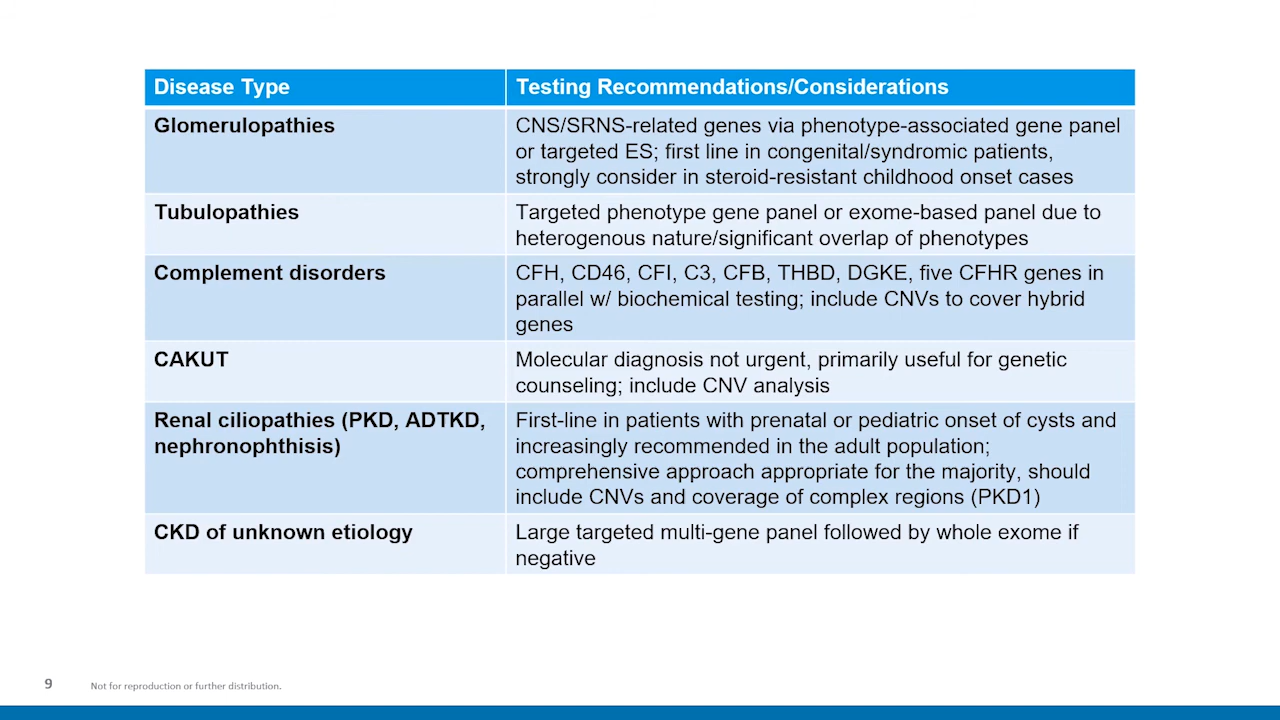 Disease Type
Testing Recommendations/Considerations
Glomerulopathies
CNS/SRNS-related genes via phenotype-associated gene panel
or targeted ES; first line in congenital/syndromic patients,
strongly consider in steroid-resistant childhood onset cases
Tubulopathies
Targeted phenotype gene panel or exome-based panel due to
heterogenous nature/significant overlap of phenotypes
Complement disorders
CFH, CD46, CFI, C3, CFB, THBD, DGKE, five CFHR genes in
parallel w/ biochemical testing; include CNVs to cover hybrid
genes
CAKUT
Molecular diagnosis not urgent, primarily useful for genetic
counseling; include CNV analysis
Renal ciliopathies (PKD, ADTKD,
nephronophthisis)
First-line in patients with prenatal or pediatric onset of cysts and
increasingly recommended in the adult population;
comprehensive approach appropriate for the majority, should
include CNVs and coverage of complex regions (PKD1)
CKD of unknown etiology
Large targeted multi-gene panel followed by whole exome if
negative
9
Not for reproduction or further distribution.